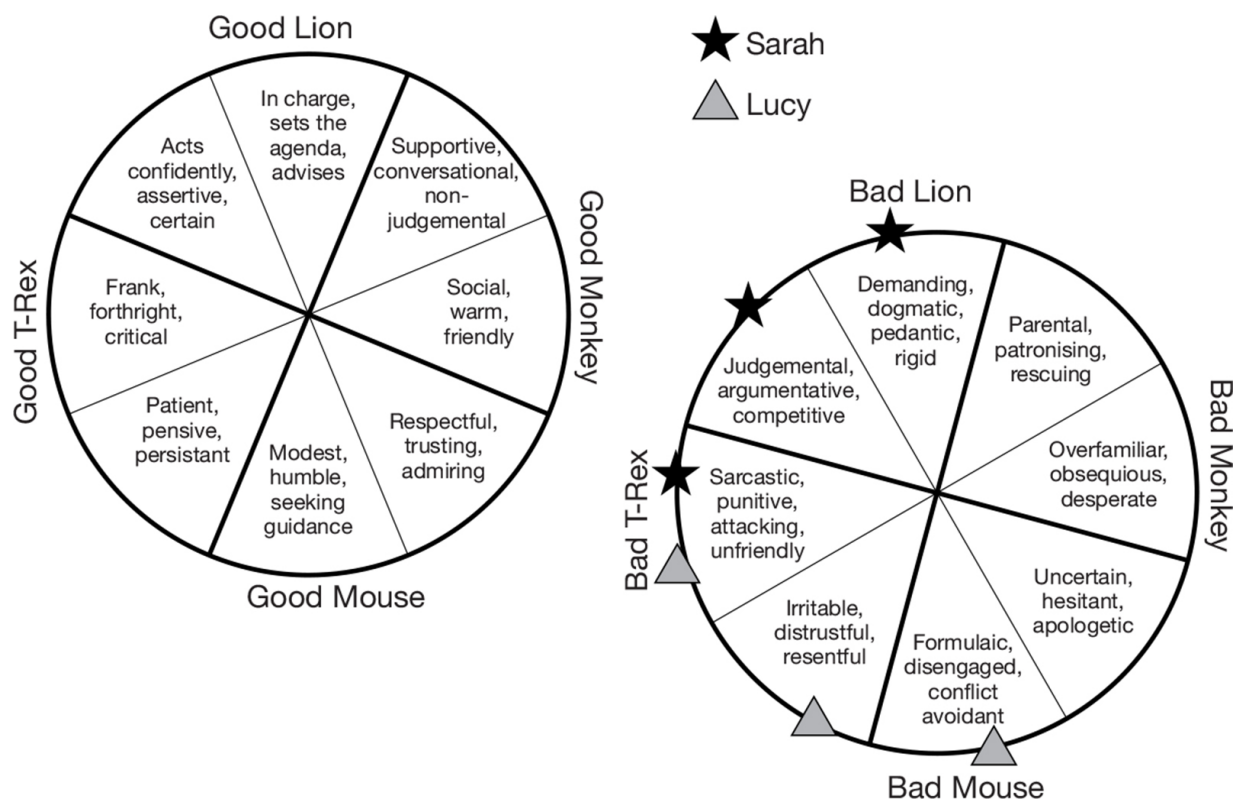 Good Lion
In charge,
sets the
agenda,
advises
Supportive,
conversational,
non-
judgemental
Social,
warm,
friendly
Good Monkey
Respectful,
trusting,
admiring
Modest,
humble,
seeking
guidance
Good Mouse
Patient,
pensive,
persistant
Frank,
forthright,
critical
Good T-Rex
Acts
confidently,
assertive,
certain
Sarah
Lucy
Bad Lion
Demanding,
dogmatic,
pedantic,
rigid
Parental,
patronising,
rescuing
Overfamiliar,
obsequious,
desperate
Bad Monkey
Uncertain,
hesitant,
apologetic
Formulaic,
disengaged,
conflict
avoidant
Bad Mouse
Irritable,
distrustful,
resentful
Sarcastic,
punitive,
attacking,
unfriendly
Bad T-Rex
Judgemental,
argumentative,
competitive